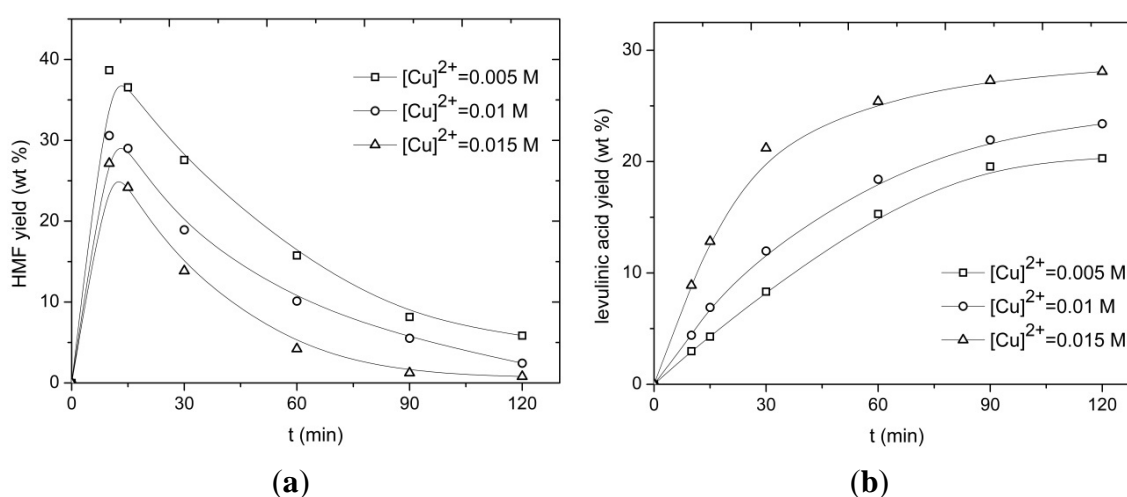 40
30
20
10
0
HMF yield (wt %)
[Cu]2+=0.005 M
[Cu]2+=0.01 M
[Cu]2+=0.015 M
0 30 60 90 120
t (min)
(a)
30
20
10
0
levulinic acid yield (wt %)
[Cu]2+=0.005 M
[Cu]2+=0.01 M
[Cu]2+=0.015 M
0 30 60 90 120
t (min)
(b)